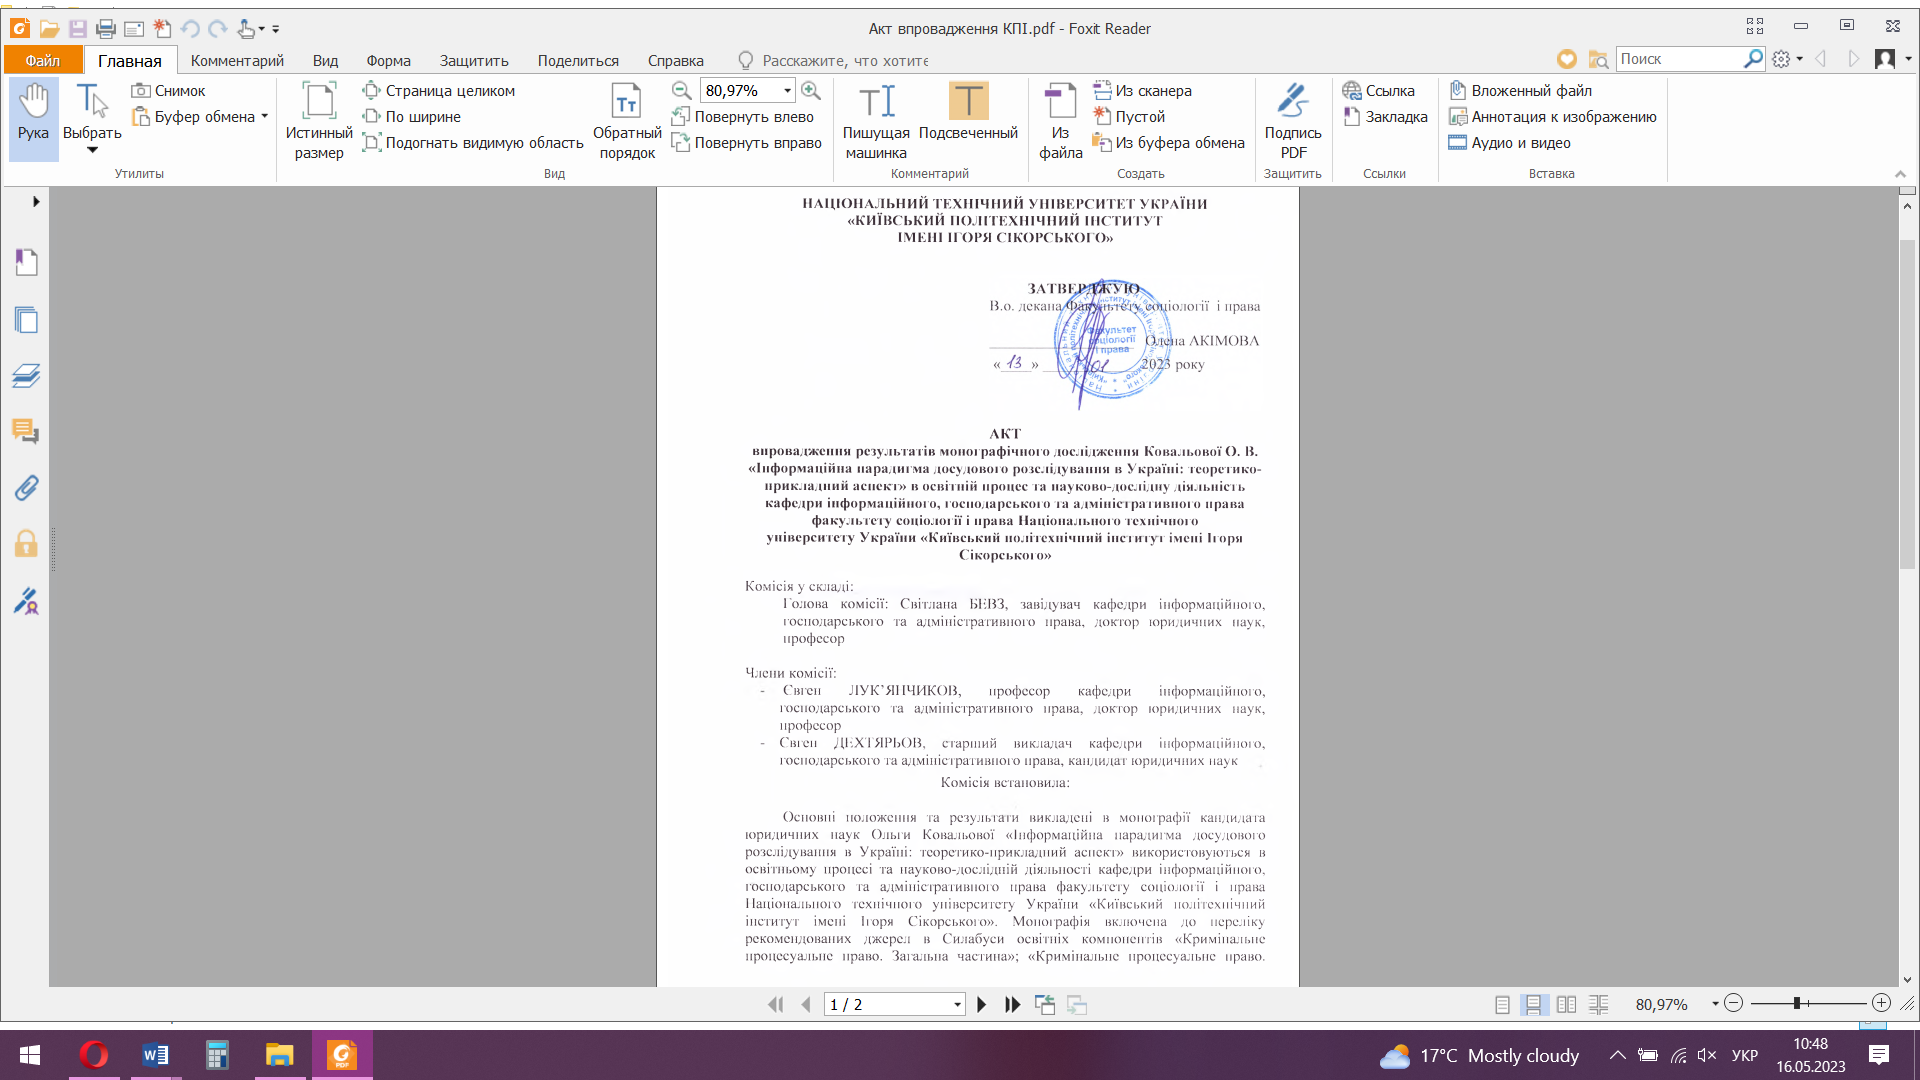 Акт впровадження КПІ.pdf - Foxit Reader
Файл Главная Комментарий Вид Форма Защитить Поделиться Справка Расскажите, что хотите Поиск
Рука
Выбрать
Снимок
Буфер обмена
Утилиты
Истинный размер
Страница целиком
По ширине
Подогнать видимую область
Обратный порядок
80,97%
Повернуть влево
Повернуть вправо
Вид
Пишущая машинка
Подсвеченный
Комментарий
Из файла
Из сканера
Пустой
Из буфера обмена
Создать
Подпись PDF
Защитить
Ссылка
Закладка
Ссылки
Вложенный файл
Аннотация к изображению
Аудио и видео
Вставка
НАЦІОНАЛЬНИЙ ТЕХНІЧНИЙ УНІВЕРСИТЕТ УКРАЇНИ
«КИЇВСЬКИЙ ПОЛІТЕХНІЧНИЙ ІНСТИТУТ
ІМЕНІ ІГОРЯ СІКОРСЬКОГО»
ЗАТВЕРДЖУЮ
В.о. декана Факультету соціології і права
Олена АКІМОВА
« 13 » 01 2023 року
Факультет
соціології
і права
АКТ
впровадження результатів монографічного дослідження Ковальової О. В.
«Інформаційна парадигма досудового розслідування в Україні: теоретико-
прикладний аспект» в освітній процес та науково-дослідну діяльність
кафедри інформаційного, господарського та адміністративного права
факультету соціології і права Національного технічного
університету України «Київський політехнічний інститут імені Ігоря
Сікорського»
Комісія у складі:
Голова комісії: Світлана БЕВЗ, завідувач кафедри інформаційного,
господарського та адміністративного права, доктор юридичних наук,
професор
Члени комісії:
- Євген ЛУК’ЯНЧИКОВ, професор кафедри інформаційного,
господарського та адміністративного права, доктор юридичних наук,
професор
- Євген ДЕХТЯРЬОВ, старший викладач кафедри інформаційного,
господарського та адміністративного права, кандидат юридичних наук
Комісія встановила:
Основні положення та результати викладені в монографії кандидата
юридичних наук Ольги Ковальової «Інформаційна парадигма досудового
розслідування в Україні: теоретико-прикладний аспект» використовуються в
освітньому процесі та науково-дослідній діяльності кафедри інформаційного,
господарського та адміністративного права факультету соціології і права
Національного технічного університету України «Київський політехнічний
інститут імені Ігоря Сікорського». Монографія включена до переліку
рекомендованих джерел в Силабуси освітніх компонентів «Кримінальне
процесуальне право. Загальна частина»; «Кримінальне процесуальне право.
1 / 2
80,97%
17°C Mostly cloudy
УКР
10:48
16.05.2023